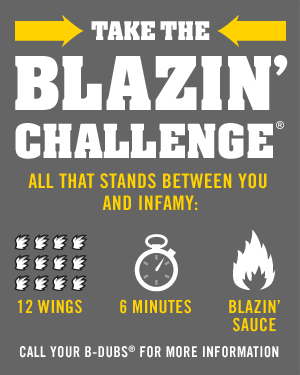 TAKE THE
BLAZIN'
CHALLENGE®
ALL THAT STANDS BETWEEN YOU
AND INFAMY:
12 WINGS
6 MINUTES
BLAZIN'
SAUCE
CALL YOUR B-DUBS® FOR MORE INFORMATION